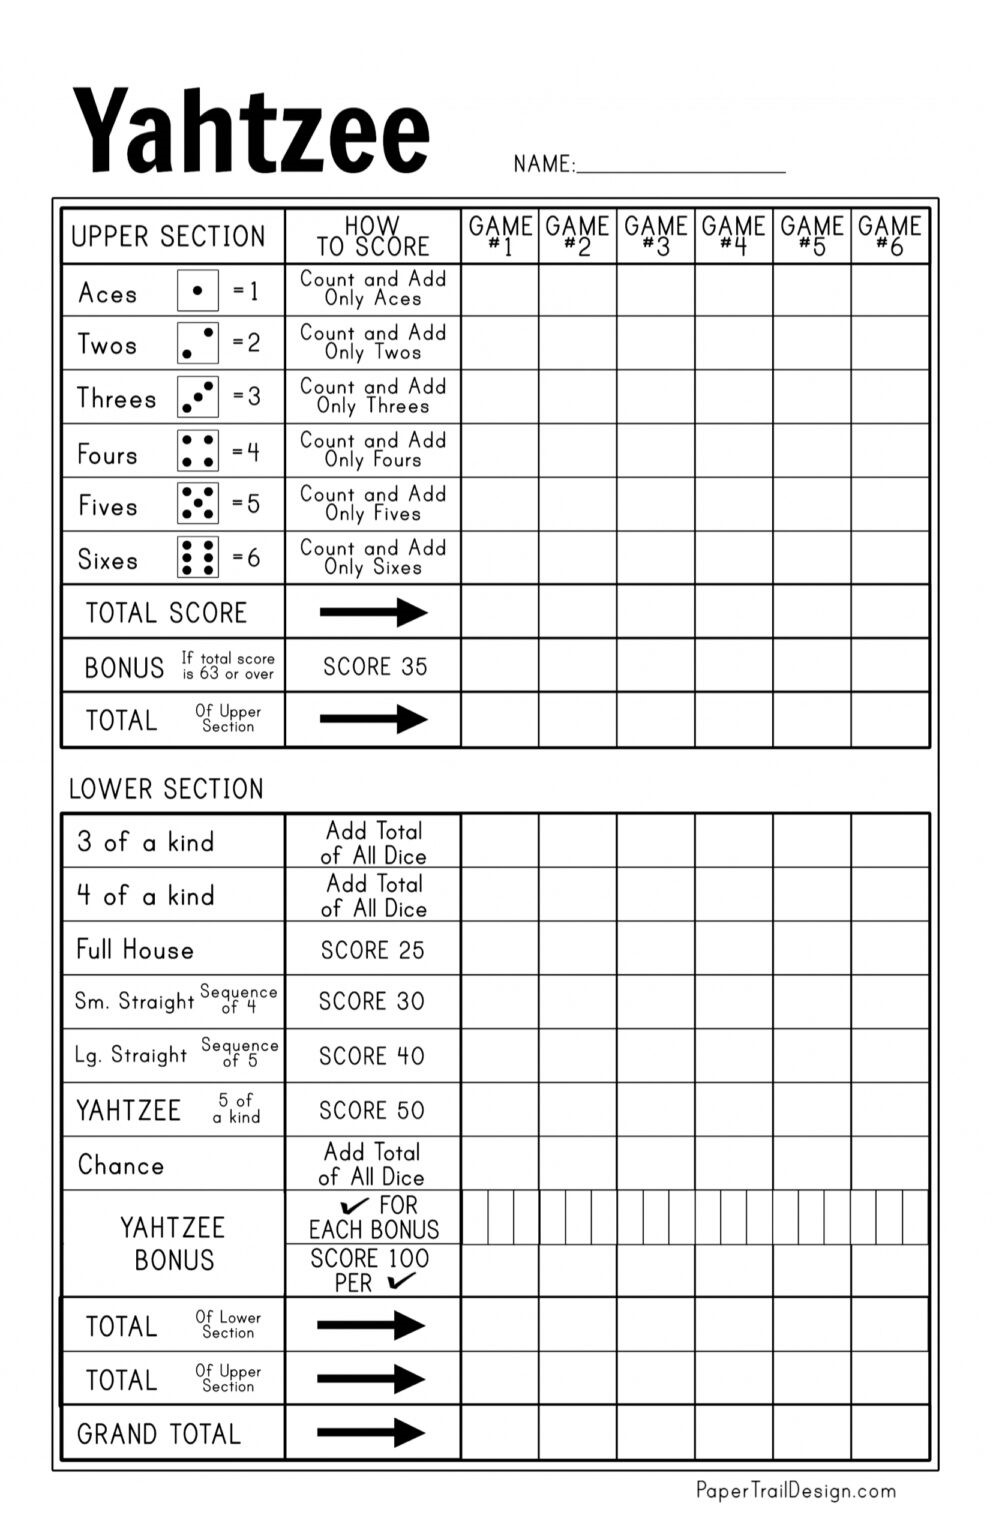 Yahtzee
NAME:
UPPER SECTION
HOW
TO SCORE
GAME
#1
GAME
#2
GAME
#3
GAME
#4
GAME
#5
GAME
#6
Aces =1
Count and Add
Only Aces
Twos =2
Count and Add
Only Twos
Threes =3
Count and Add
Only Threes
Fours =4
Count and Add
Only Fours
Fives =5
Count and Add
Only Fives
Sixes =6
Count and Add
Only Sixes
TOTAL SCORE
BONUS
If total score
is 63 or over
SCORE 35
TOTAL
Of Upper
Section
LOWER SECTION
3 of a kind
Add Total
of All Dice
4 of a kind
Add Total
of All Dice
Full House
SCORE 25
Sm. Straight
Sequence
of 4
SCORE 30
Lg. Straight
Sequence
of 5
SCORE 40
YAHTZEE
5 of
a kind
SCORE 50
Chance
Add Total
of All Dice
YAHTZEE
BONUS
✓ FOR
EACH BONUS
SCORE 100
PER ✓
TOTAL
Of Lower
Section
TOTAL
Of Upper
Section
GRAND TOTAL
PaperTrailDesign.com